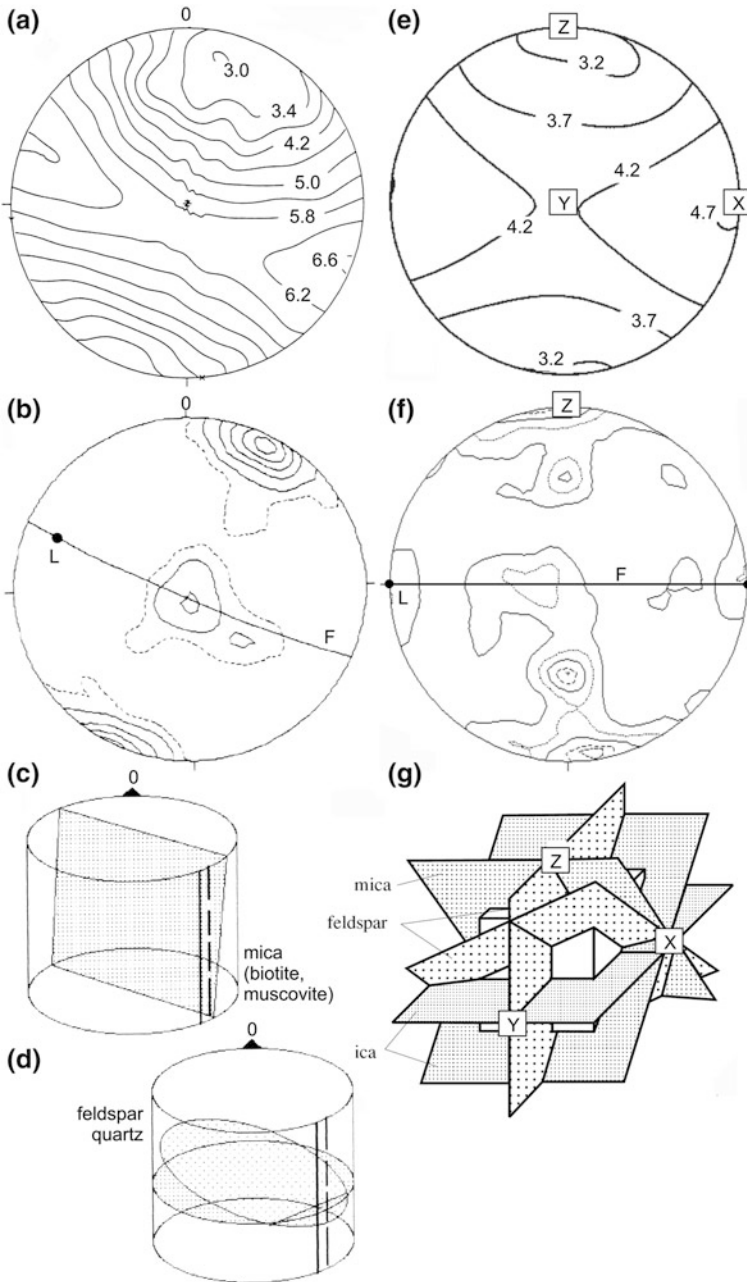 (a)
0
3.0
3.4
4.2
5.0
5.8
6.6
6.2
(e)
Z
3.2
3.7
4.2
Y
X
4.7
4.2
3.7
3.2
(b)
0
L
F
(f)
Z
F
L
(c)
0
mica
(biotite,
muscovite)
(d)
0
feldspar
quartz
(g)
Z
mica
feldspar
X
Y
ica